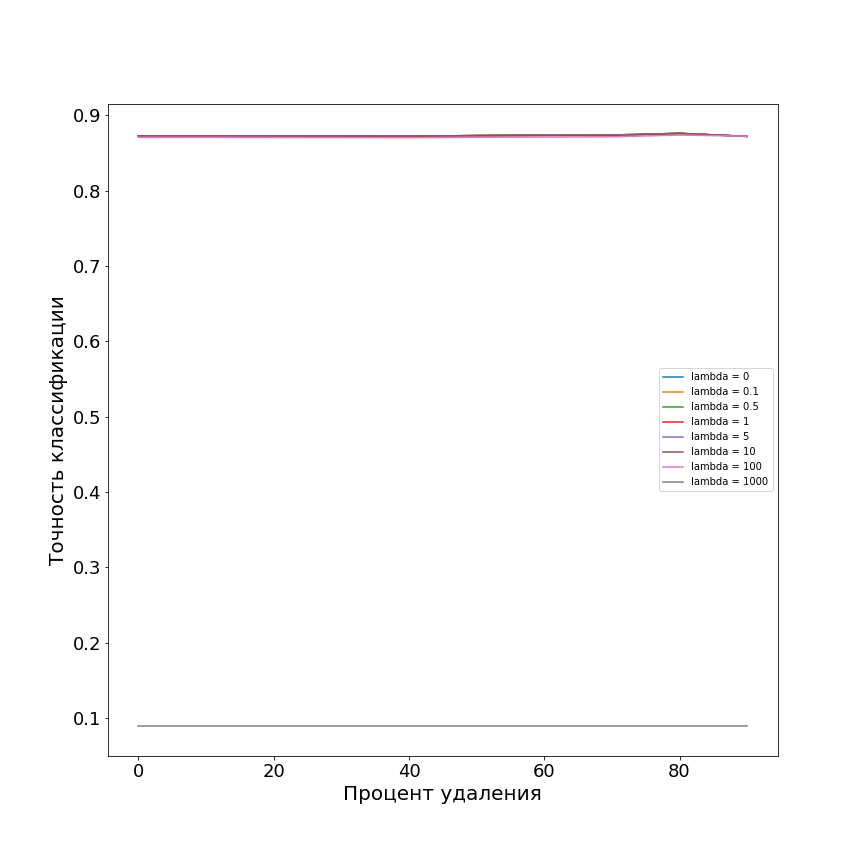 0.9
0.8
0.7
0.6
0.5
0.4
0.3
0.2
0.1
Точность классификации
lambda = 0
lambda = 0.1
lambda = 0.5
lambda = 1
lambda = 5
lambda = 10
lambda = 100
lambda = 1000
0 20 40 60 80
Процент удаления